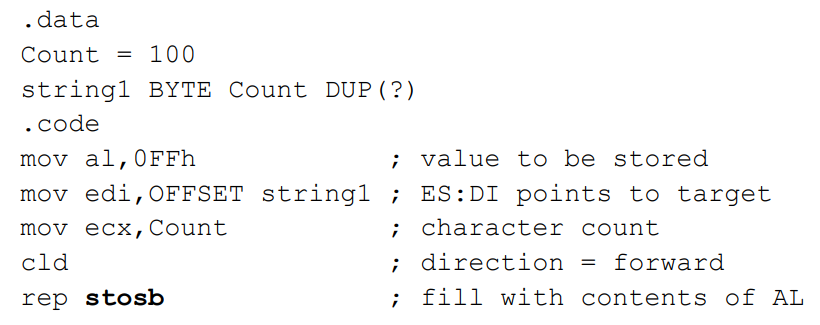 .data
Count = 100
string1 BYTE Count DUP(?)
.code
mov al,0FFh ; value to be stored
mov edi,OFFSET string1 ; ES:DI points to target
mov ecx,Count ; character count
cld ; direction = forward
rep stosb ; fill with contents of AL